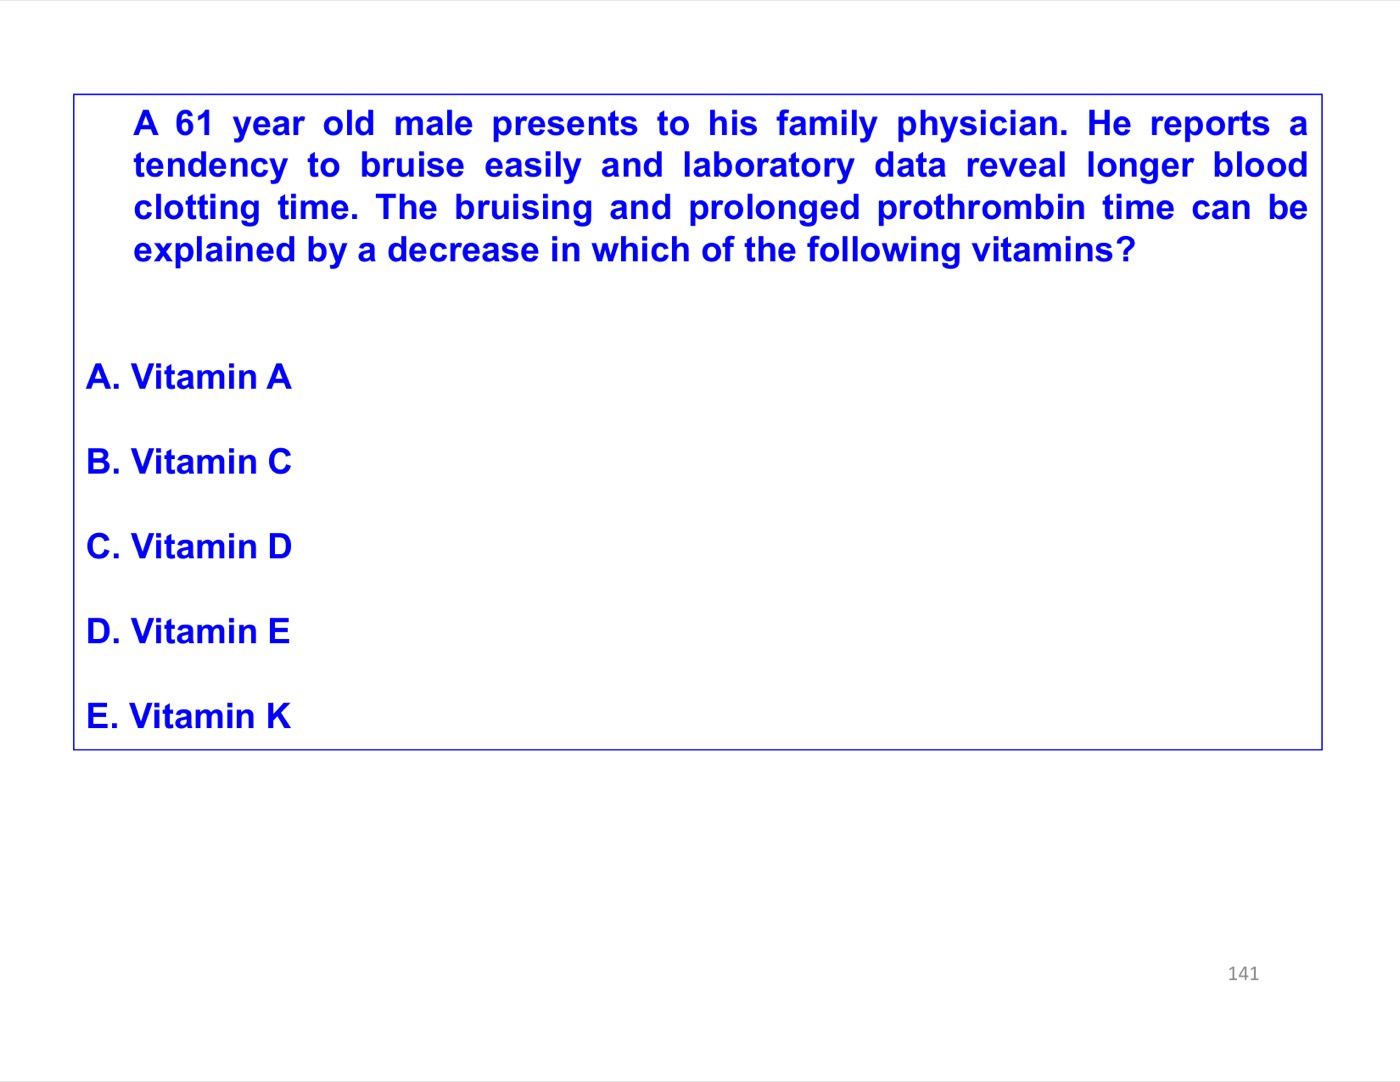 A 61 year old male presents to his family physician. He reports a
tendency to bruise easily and laboratory data reveal longer blood
clotting time. The bruising and prolonged prothrombin time can be
explained by a decrease in which of the following vitamins?
A. Vitamin A
B. Vitamin C
C. Vitamin D
D. Vitamin E
E. Vitamin K
141